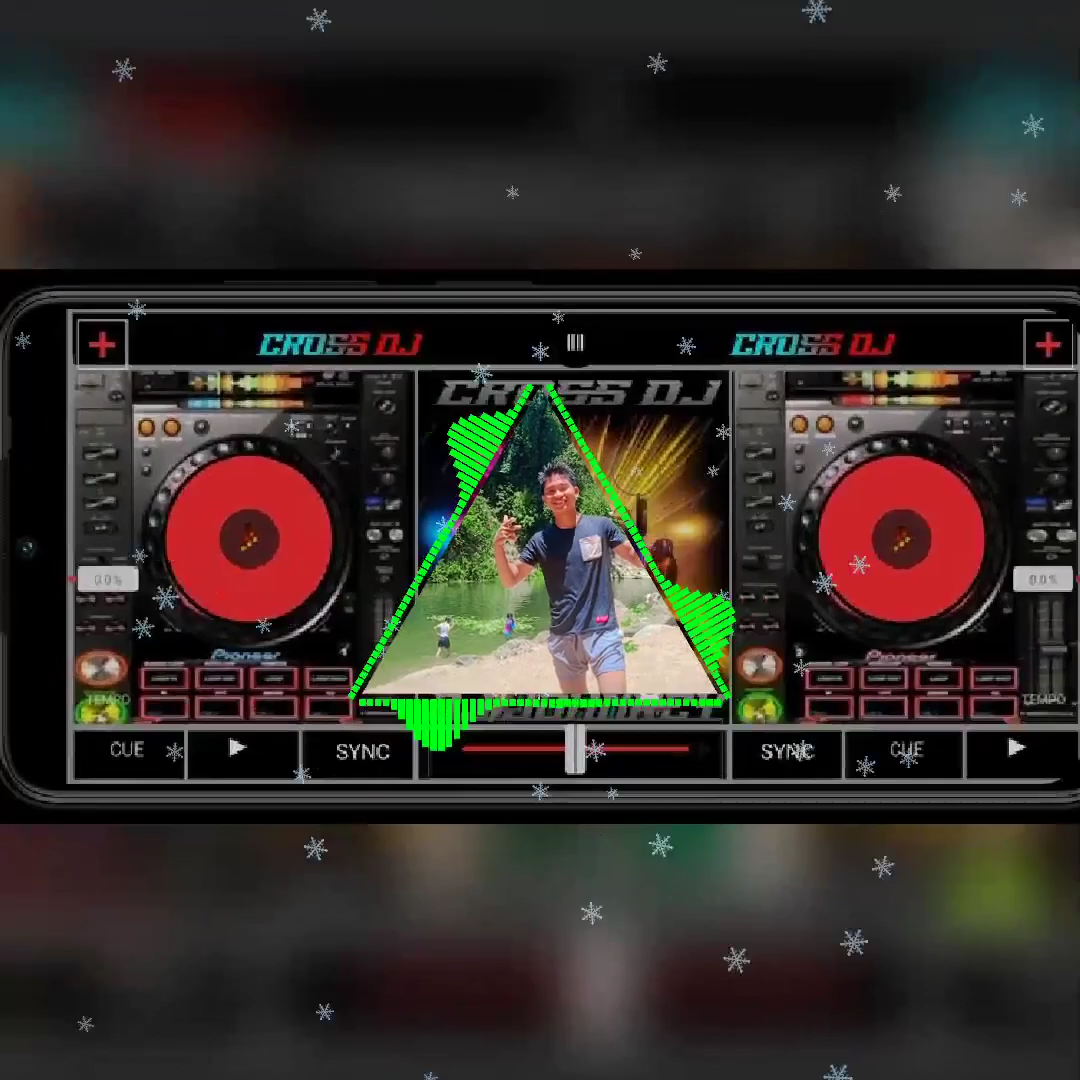 CROSS DJ
CROSS DJ
CROSS DJ
0.0%
0.0%
Pioneer
Pioneer
TEMPO
TEMPO
CUE
SYNC
SYNC
CUE